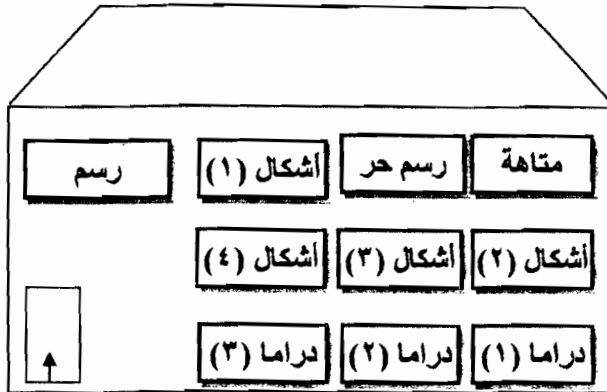 متاهة رسم حر أشكال (١) رسم
أشكال (٢) أشكال (٣) أشكال (٤)
دراما (١) دراما (٢) دراما (٣)